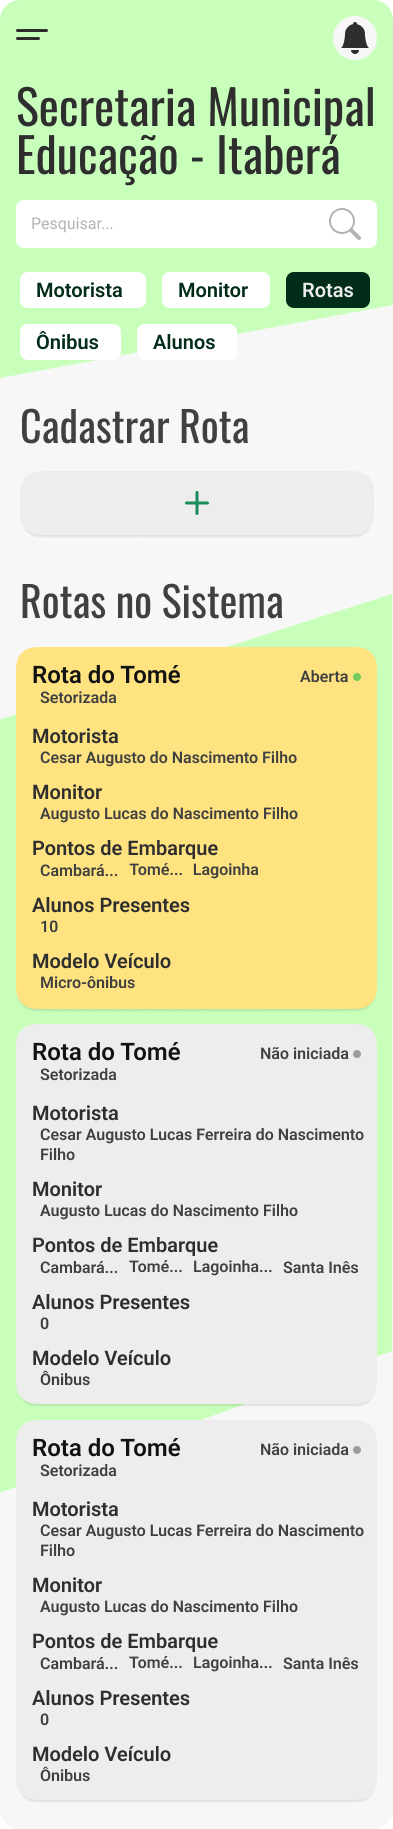 Secretaria Municipal
Educação - Itaberá
Pesquisar...
Motorista Monitor Rotas
Ônibus Alunos
Cadastrar Rota
+
Rotas no Sistema
Rota do Tomé Aberta
Setorizada
Motorista
Cesar Augusto do Nascimento Filho
Monitor
Augusto Lucas do Nascimento Filho
Pontos de Embarque
Cambará... Tomé... Lagoinha
Alunos Presentes
10
Modelo Veículo
Micro-ônibus
Rota do Tomé Não iniciada
Setorizada
Motorista
Cesar Augusto Lucas Ferreira do Nascimento
Filho
Monitor
Augusto Lucas do Nascimento Filho
Pontos de Embarque
Cambará... Tomé... Lagoinha... Santa Inês
Alunos Presentes
0
Modelo Veículo
Ônibus
Rota do Tomé Não iniciada
Setorizada
Motorista
Cesar Augusto Lucas Ferreira do Nascimento
Filho
Monitor
Augusto Lucas do Nascimento Filho
Pontos de Embarque
Cambará... Tomé... Lagoinha... Santa Inês
Alunos Presentes
0
Modelo Veículo
Ônibus